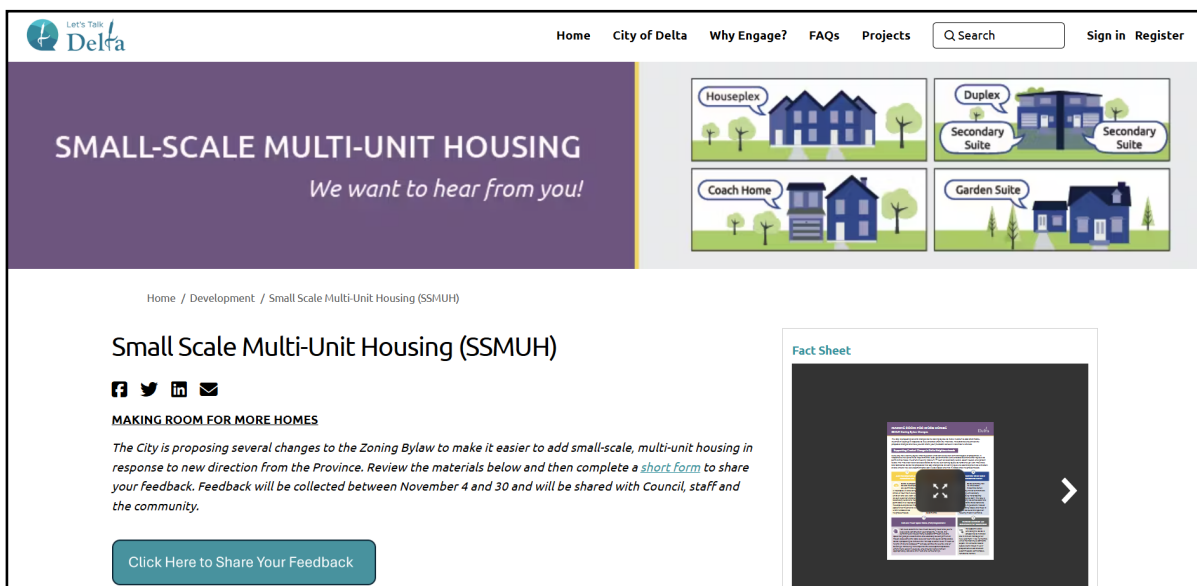 Let's Talk
Delta
Home City of Delta Why Engage? FAQs Projects Search Sign in Register
SMALL-SCALE MULTI-UNIT HOUSING
We want to hear from you!
Houseplex
Duplex
Secondary
Suite
Secondary
Suite
Coach Home
Garden Suite
Home / Development / Small Scale Multi-Unit Housing (SSMUH)
Small Scale Multi-Unit Housing (SSMUH)
MAKING ROOM FOR MORE HOMES
The City is proposing several changes to the Zoning Bylaw to make it easier to add small-scale, multi-unit housing in
response to new direction from the Province. Review the materials below and then complete a short form to share
your feedback. Feedback will be collected between November 4 and 30 and will be shared with Council, staff and
the community.
Click Here to Share Your Feedback
Fact Sheet